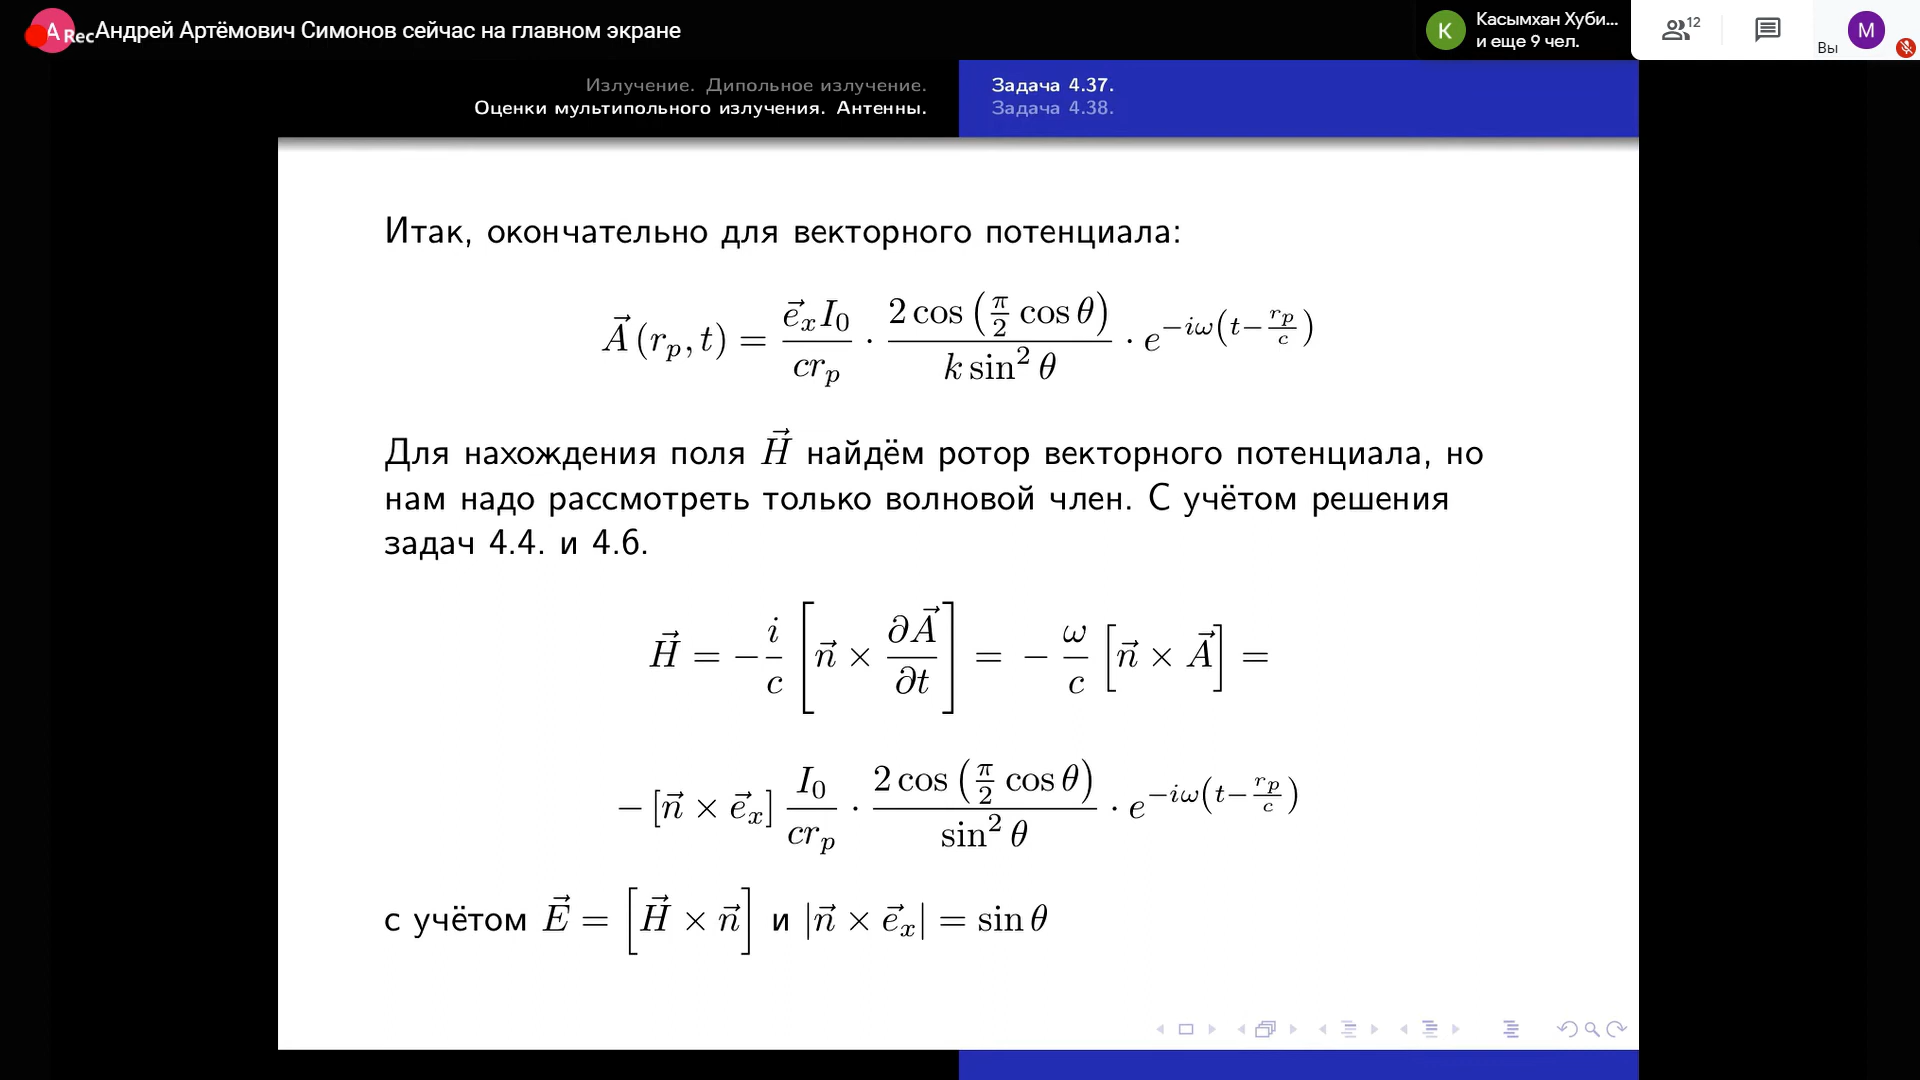 A Rec Андрей Артёмович Симонов сейчас на главном экране
К Касымхан Хуби...
и еще 9 чел.
12
Вы
М
Излучение. Дипольное излучение.
Оценки мультипольного излучения. Антенны.
Задача 4.37.
Задача 4.38.
Итак, окончательно для векторного потенциала:
$\vec{A}(r_p, t) = \frac{\vec{e}_x I_0}{c r_p} \cdot \frac{2\cos\left(\frac{\pi}{2}\cos\theta\right)}{k\sin^2\theta} \cdot e^{-i\omega\left(t-\frac{r_p}{c}\right)}$
Для нахождения поля $\vec{H}$ найдём ротор векторного потенциала, но
нам надо рассмотреть только волновой член. С учётом решения
задач 4.4. и 4.6.
$\vec{H} = -\frac{i}{c}\left[\vec{n} \times \frac{\partial \vec{A}}{\partial t}\right] = -\frac{\omega}{c}\left[\vec{n} \times \vec{A}\right] =$
$-[\vec{n} \times \vec{e}_x]\frac{I_0}{c r_p} \cdot \frac{2\cos\left(\frac{\pi}{2}\cos\theta\right)}{\sin^2\theta} \cdot e^{-i\omega\left(t-\frac{r_p}{c}\right)}$
с учётом $\vec{E} = \left[\vec{H} \times \vec{n}\right]$ и $|\vec{n} \times \vec{e}_x| = \sin\theta$